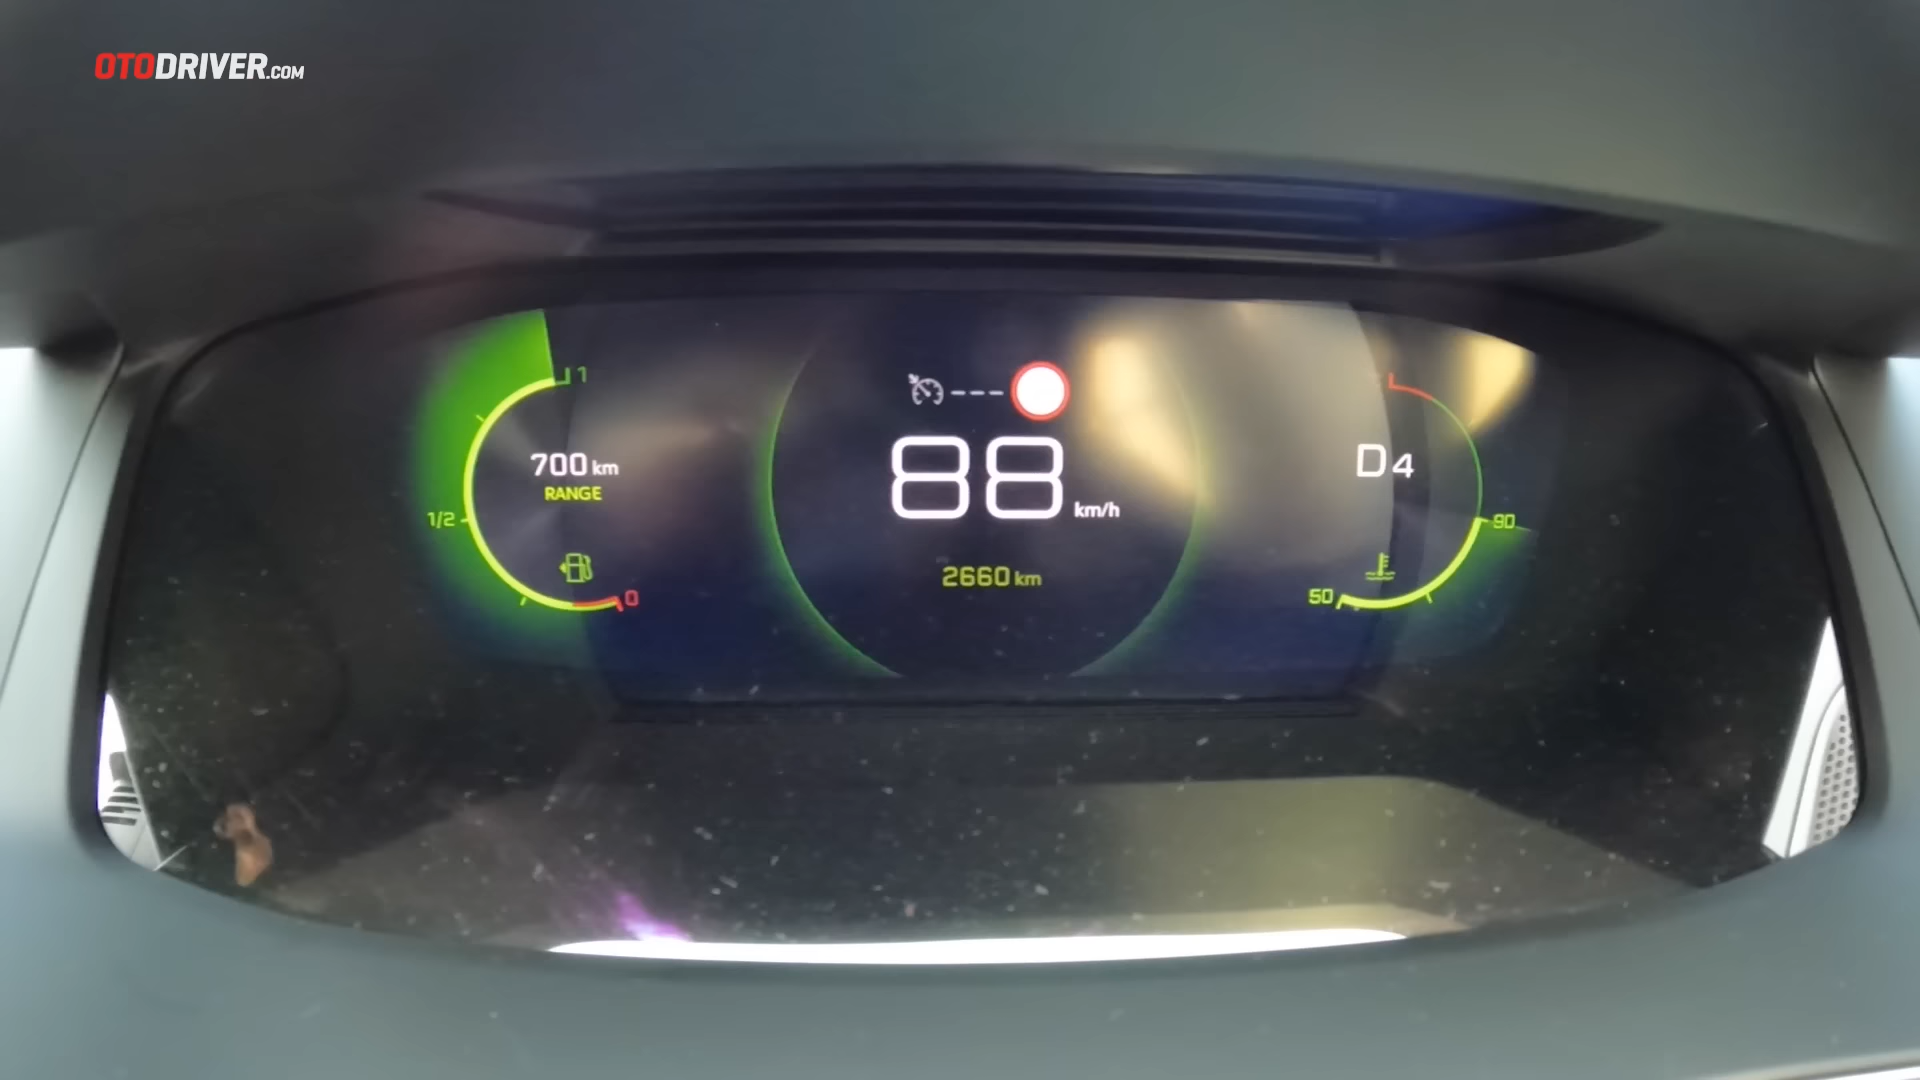 OTODRIVER.COM
1
700 km
RANGE
1/2
0
---
88 km/h
2660 km
D4
90
50